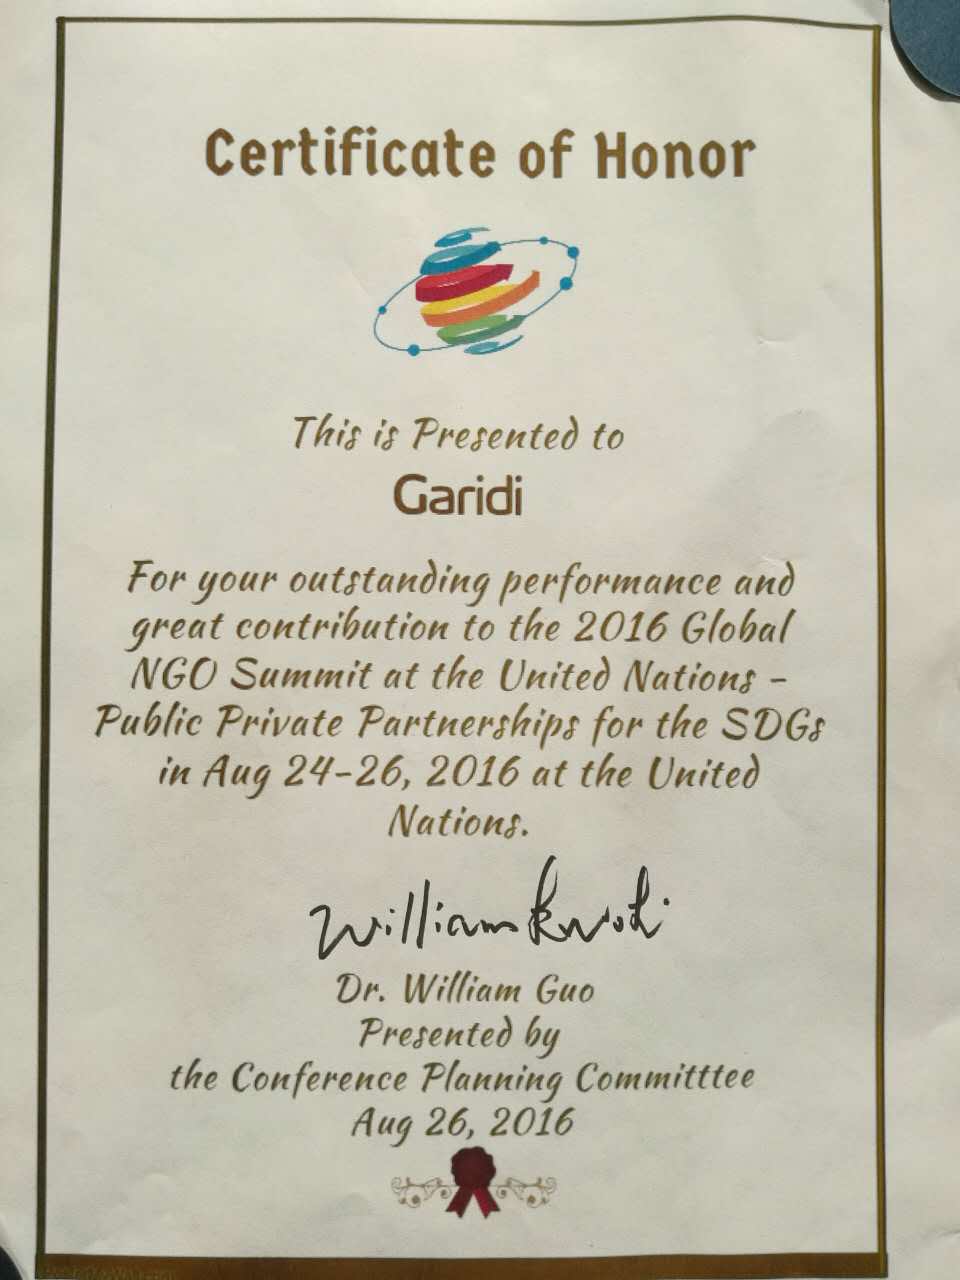 Certificate of Honor
This is Presented to
Garidi
For your outstanding performance and
great contribution to the 2016 Global
NGO Summit at the United Nations -
Public Private Partnerships for the SDGs
in Aug 24-26, 2016 at the United
Nations.
William
Dr. William Guo
Presented by
the Conference Planning Committtee
Aug 26, 2016